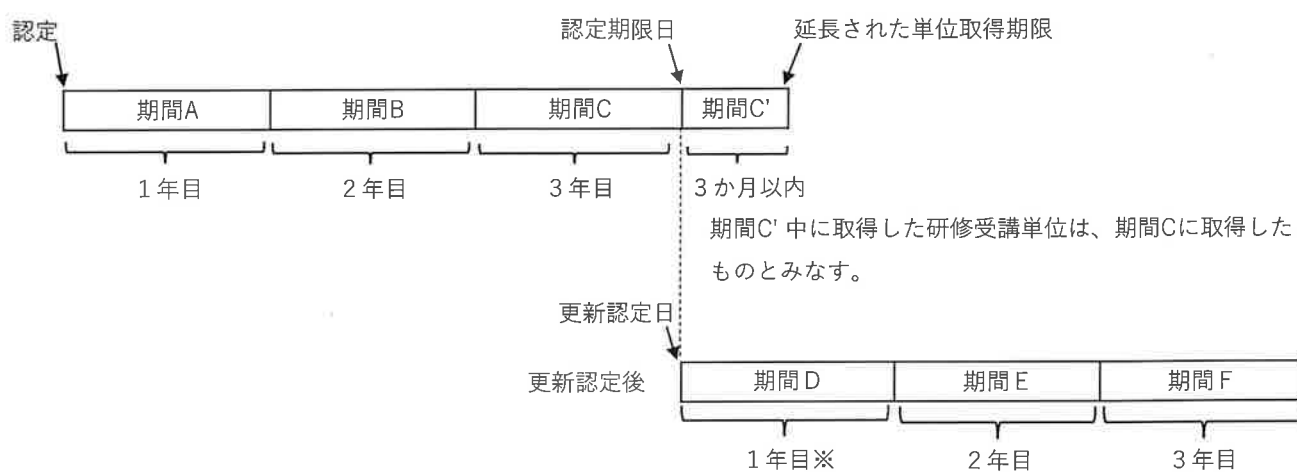 認定
認定期限日
延長された単位取得期限
期間A
期間B
期間C
期間C'
1年目
2年目
3年目
3か月以内
期間C' 中に取得した研修受講単位は、期間Cに取得した
ものとみなす。
更新認定日
更新認定後
期間D
期間E
期間F
1年目※
2年目
3年目